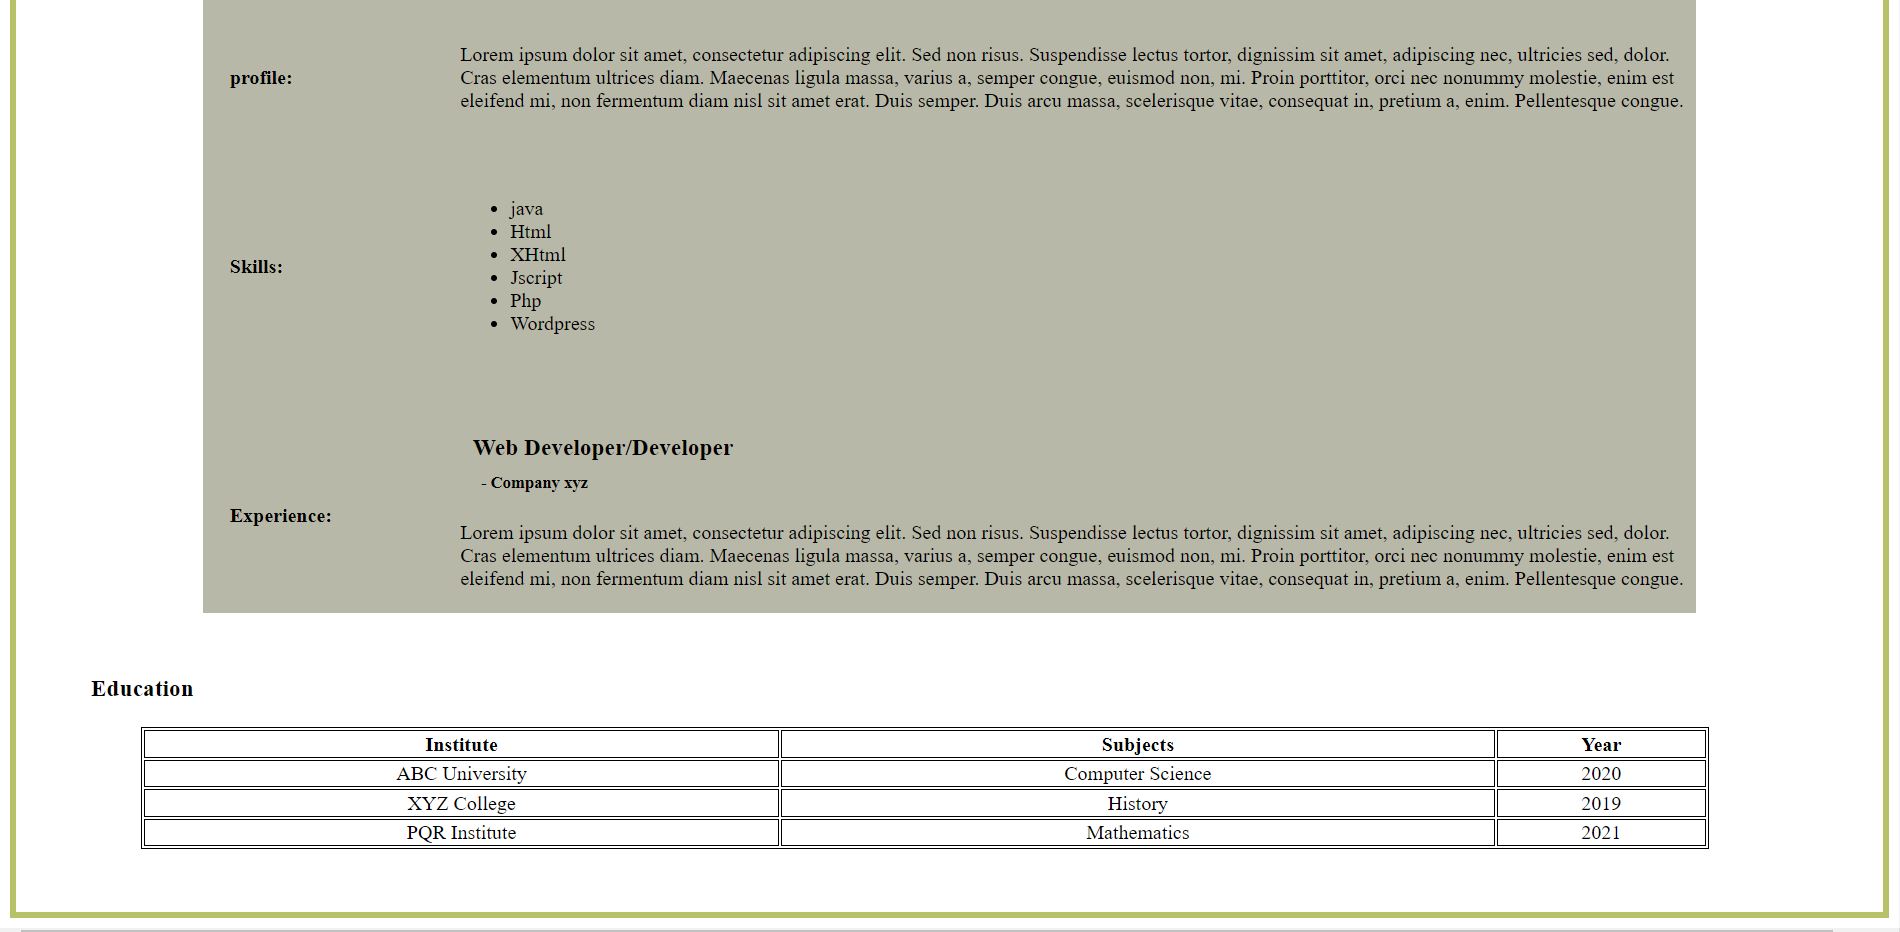 profile:
Lorem ipsum dolor sit amet, consectetur adipiscing elit. Sed non risus. Suspendisse lectus tortor, dignissim sit amet, adipiscing nec, ultricies sed, dolor.
Cras elementum ultrices diam. Maecenas ligula massa, varius a, semper congue, euismod non, mi. Proin porttitor, orci nec nonummy molestie, enim est
eleifend mi, non fermentum diam nisl sit amet erat. Duis semper. Duis arcu massa, scelerisque vitae, consequat in, pretium a, enim. Pellentesque congue.
Skills:
• java
• Html
• XHtml
• Jscript
• Php
• Wordpress
Experience:
Web Developer/Developer
- Company xyz
Lorem ipsum dolor sit amet, consectetur adipiscing elit. Sed non risus. Suspendisse lectus tortor, dignissim sit amet, adipiscing nec, ultricies sed, dolor.
Cras elementum ultrices diam. Maecenas ligula massa, varius a, semper congue, euismod non, mi. Proin porttitor, orci nec nonummy molestie, enim est
eleifend mi, non fermentum diam nisl sit amet erat. Duis semper. Duis arcu massa, scelerisque vitae, consequat in, pretium a, enim. Pellentesque congue.
Education
Institute Subjects Year
ABC University Computer Science 2020
XYZ College History 2019
PQR Institute Mathematics 2021